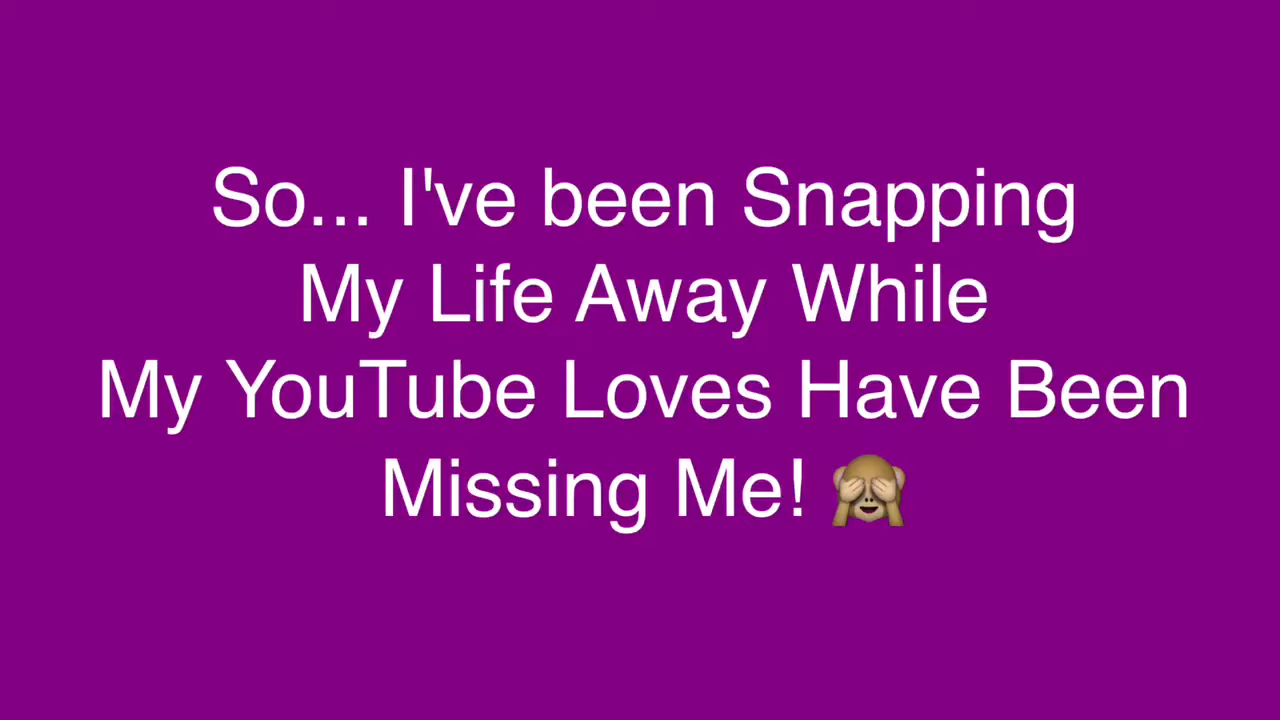 So... I've been Snapping
My Life Away While
My YouTube Loves Have Been
Missing Me! 🙈